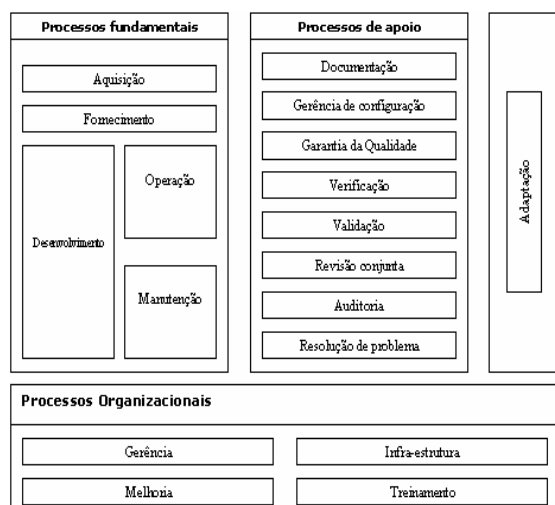 Processos fundamentais
Aquisição
Fornecimento
Desenvolvimento
Operação
Manutenção
Processos de apoio
Documentação
Gerência de configuração
Garantia da Qualidade
Verificação
Validação
Revisão conjunta
Auditoria
Resolução de problema
Adaptação
Processos Organizacionais
Gerência
Infra-estrutura
Melhoria
Treinamento